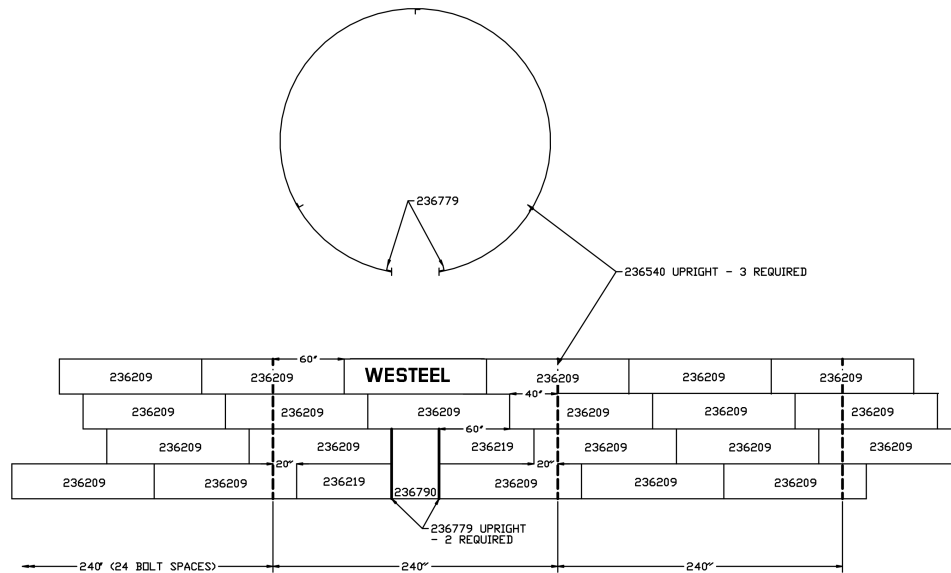 236779
236540 UPRIGHT - 3 REQUIRED
60"
236209 236209 WESTEEL 236209 236209 236209
40"
236209 236209 236209 236209 236209 236209
60"
236209 236209 236219 236209 236209 236209
20" 20"
236209 236209 236219 236790 236209 236209 236209
236779 UPRIGHT
- 2 REQUIRED
240" (24 BOLT SPACES) 240" 240"